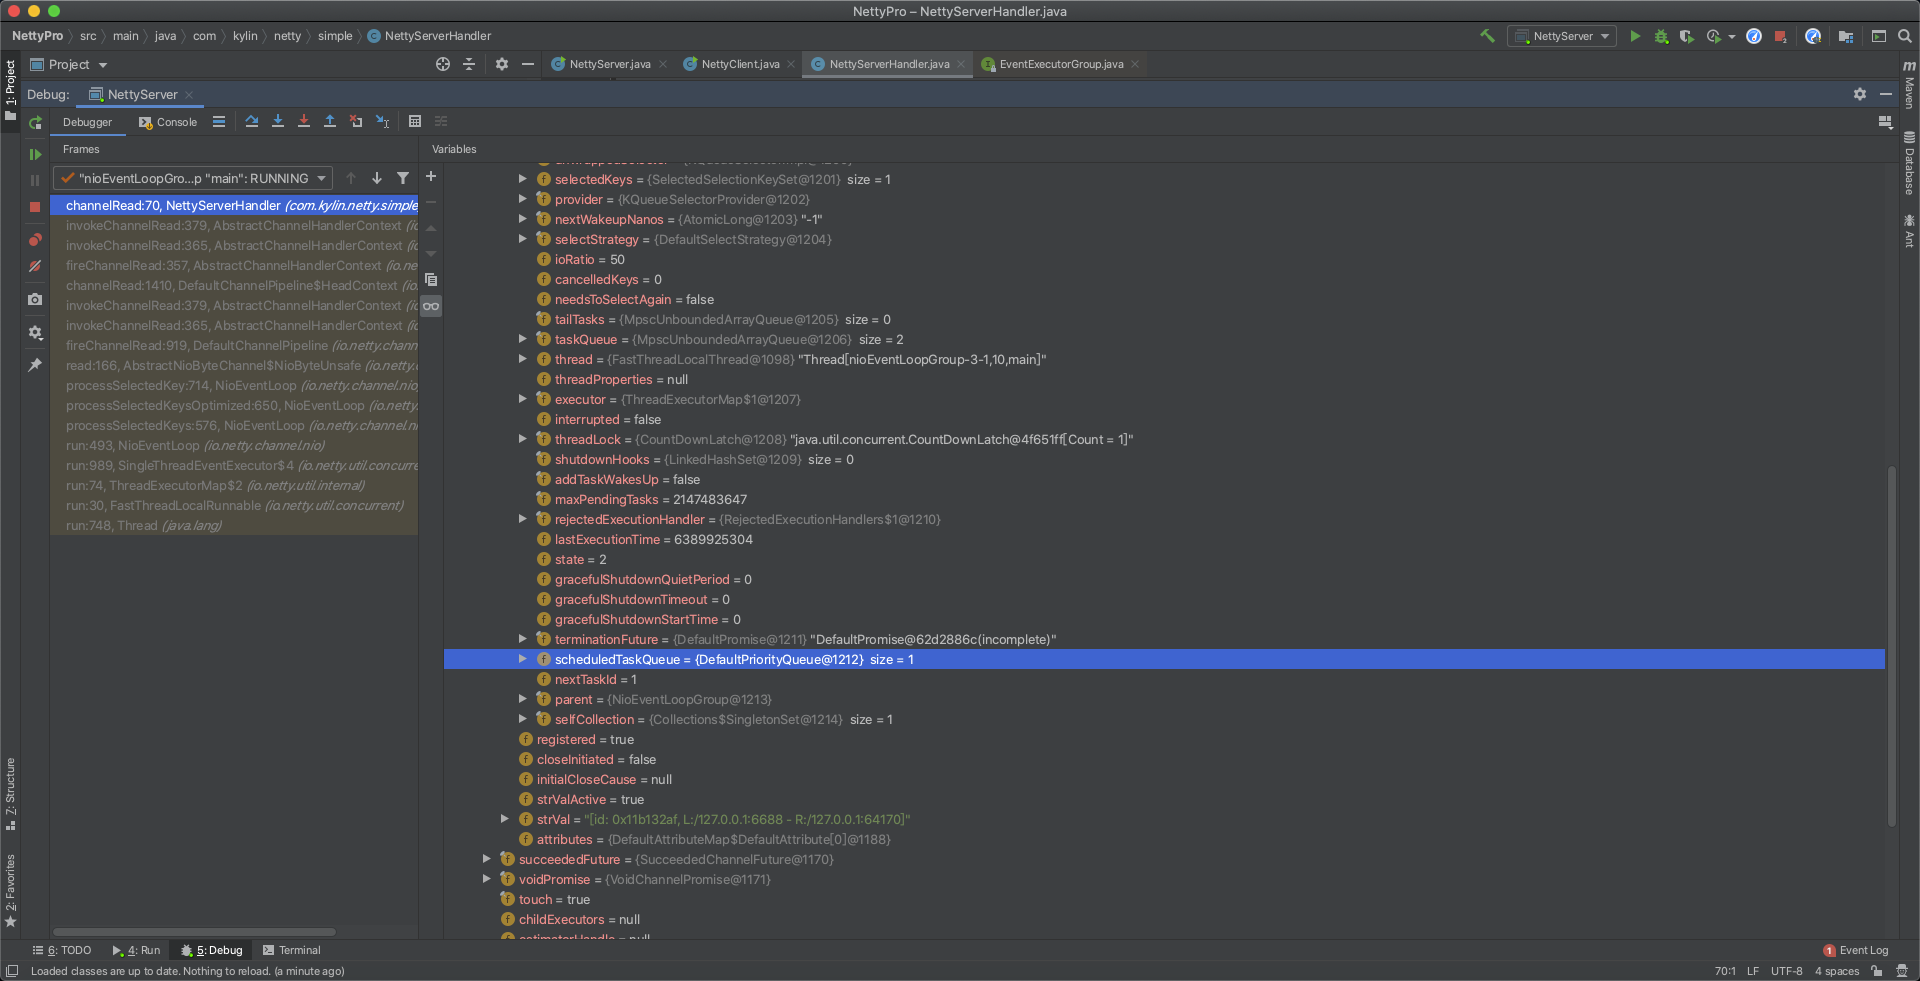 NettyPro – NettyServerHandler.java
NettyPro src main java com kylin netty simple NettyServerHandler
NettyServer
Project
NettyServer.java NettyClient.java NettyServerHandler.java EventExecutorGroup.java
Debug: NettyServer
Debugger Console
Frames
Variables
"nioEventLoopGro...p "main": RUNNING
channelRead:70, NettyServerHandler (com.kylin.netty.simple
invokeChannelRead:379, AbstractChannelHandlerContext (io
invokeChannelRead:365, AbstractChannelHandlerContext (io
fireChannelRead:357, AbstractChannelHandlerContext (io.ne
channelRead:1410, DefaultChannelPipeline$HeadContext (io.
invokeChannelRead:379, AbstractChannelHandlerContext (io
invokeChannelRead:365, AbstractChannelHandlerContext (io
fireChannelRead:919, DefaultChannelPipeline (io.netty.chann
read:166, AbstractNioByteChannel$NioByteUnsafe (io.netty.c
processSelectedKey:714, NioEventLoop (io.netty.channel.nio
processSelectedKeysOptimized:650, NioEventLoop (io.netty.
processSelectedKeys:576, NioEventLoop (io.netty.channel.ni
run:493, NioEventLoop (io.netty.channel.nio)
run:989, SingleThreadEventExecutor$4 (io.netty.util.concurre
run:74, ThreadExecutorMap$2 (io.netty.util.internal)
run:30, FastThreadLocalRunnable (io.netty.util.concurrent)
run:748, Thread (java.lang)
selectedKeys = {SelectedSelectionKeySet@1201} size = 1
provider = {KQueueSelectorProvider@1202}
nextWakeupNanos = {AtomicLong@1203} "-1"
selectStrategy = {DefaultSelectStrategy@1204}
ioRatio = 50
cancelledKeys = 0
needsToSelectAgain = false
tailTasks = {MpscUnboundedArrayQueue@1205} size = 0
taskQueue = {MpscUnboundedArrayQueue@1206} size = 2
thread = {FastThreadLocalThread@1098} "Thread[nioEventLoopGroup-3-1,10,main]"
threadProperties = null
executor = {ThreadExecutorMap$1@1207}
interrupted = false
threadLock = {CountDownLatch@1208} "java.util.concurrent.CountDownLatch@4f651ff[Count = 1]"
shutdownHooks = {LinkedHashSet@1209} size = 0
addTaskWakesUp = false
maxPendingTasks = 2147483647
rejectedExecutionHandler = {RejectedExecutionHandlers$1@1210}
lastExecutionTime = 6389925304
state = 2
gracefulShutdownQuietPeriod = 0
gracefulShutdownTimeout = 0
gracefulShutdownStartTime = 0
terminationFuture = {DefaultPromise@1211} "DefaultPromise@62d2886c(incomplete)"
scheduledTaskQueue = {DefaultPriorityQueue@1212} size = 1
nextTaskId = 1
parent = {NioEventLoopGroup@1213}
selfCollection = {Collections$SingletonSet@1214} size = 1
registered = true
closeInitiated = false
initialCloseCause = null
strValActive = true
strVal = "[id: 0x11b132af, L:/127.0.0.1:6688 - R:/127.0.0.1:64170]"
attributes = {DefaultAttributeMap$DefaultAttribute[0]@1188}
succeededFuture = {SucceededChannelFuture@1170}
voidPromise = {VoidChannelPromise@1171}
touch = true
childExecutors = null
1: Project
Z: Structure
2: Favorites
Maven
Database
Ant
6: TODO 4: Run 5: Debug Terminal
1 Event Log
Loaded classes are up to date. Nothing to reload. (a minute ago)
70:1 LF UTF-8 4 spaces